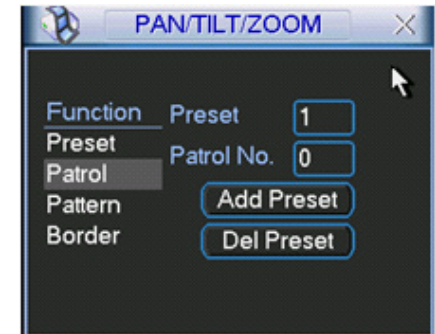 PAN/TILT/ZOOM
Function
Preset
Patrol
Pattern
Border
Preset 1
Patrol No. 0
Add Preset
Del Preset